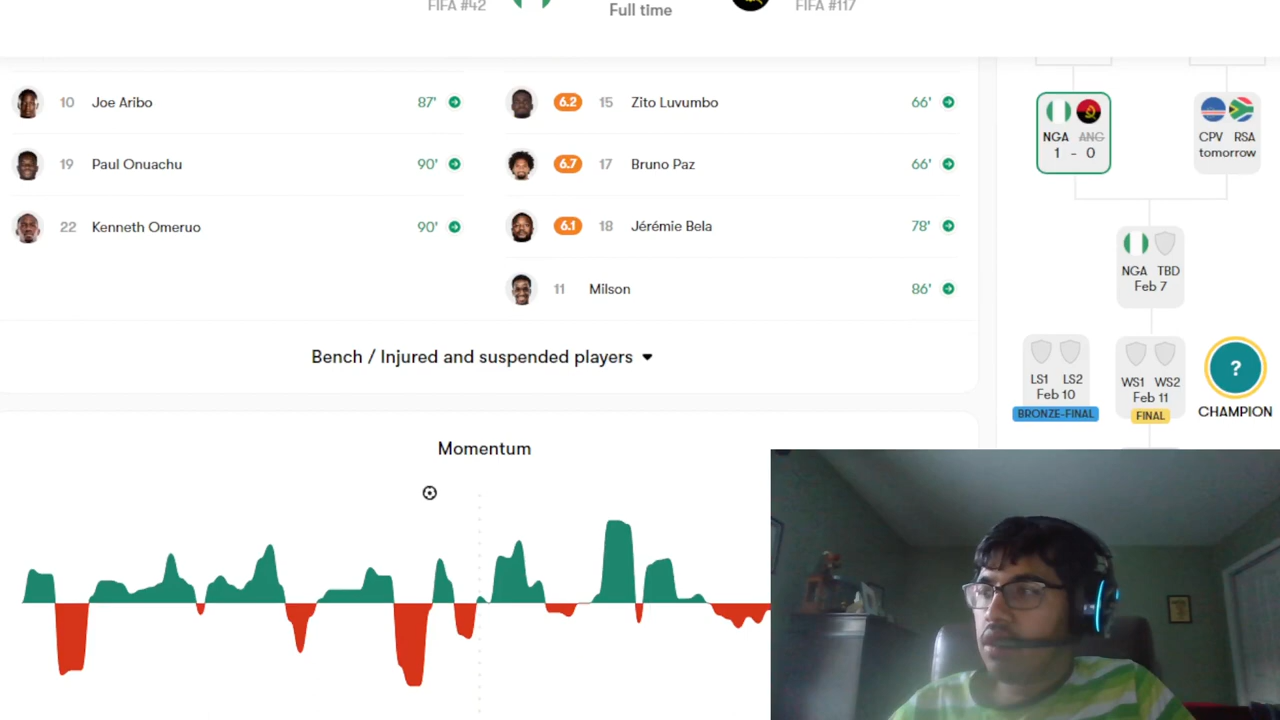 FIFA #42
Full time
FIFA #117
10 Joe Aribo 87'
6.2 15 Zito Luvumbo 66'
19 Paul Onuachu 90'
6.7 17 Bruno Paz 66'
22 Kenneth Omeruo 90'
6.1 18 Jérémie Bela 78'
11 Milson 86'
Bench / Injured and suspended players
Momentum
NGA ANG
1 - 0
CPV RSA
tomorrow
NGA TBD
Feb 7
LS1 LS2
Feb 10
BRONZE-FINAL
WS1 WS2
Feb 11
FINAL
?
CHAMPION